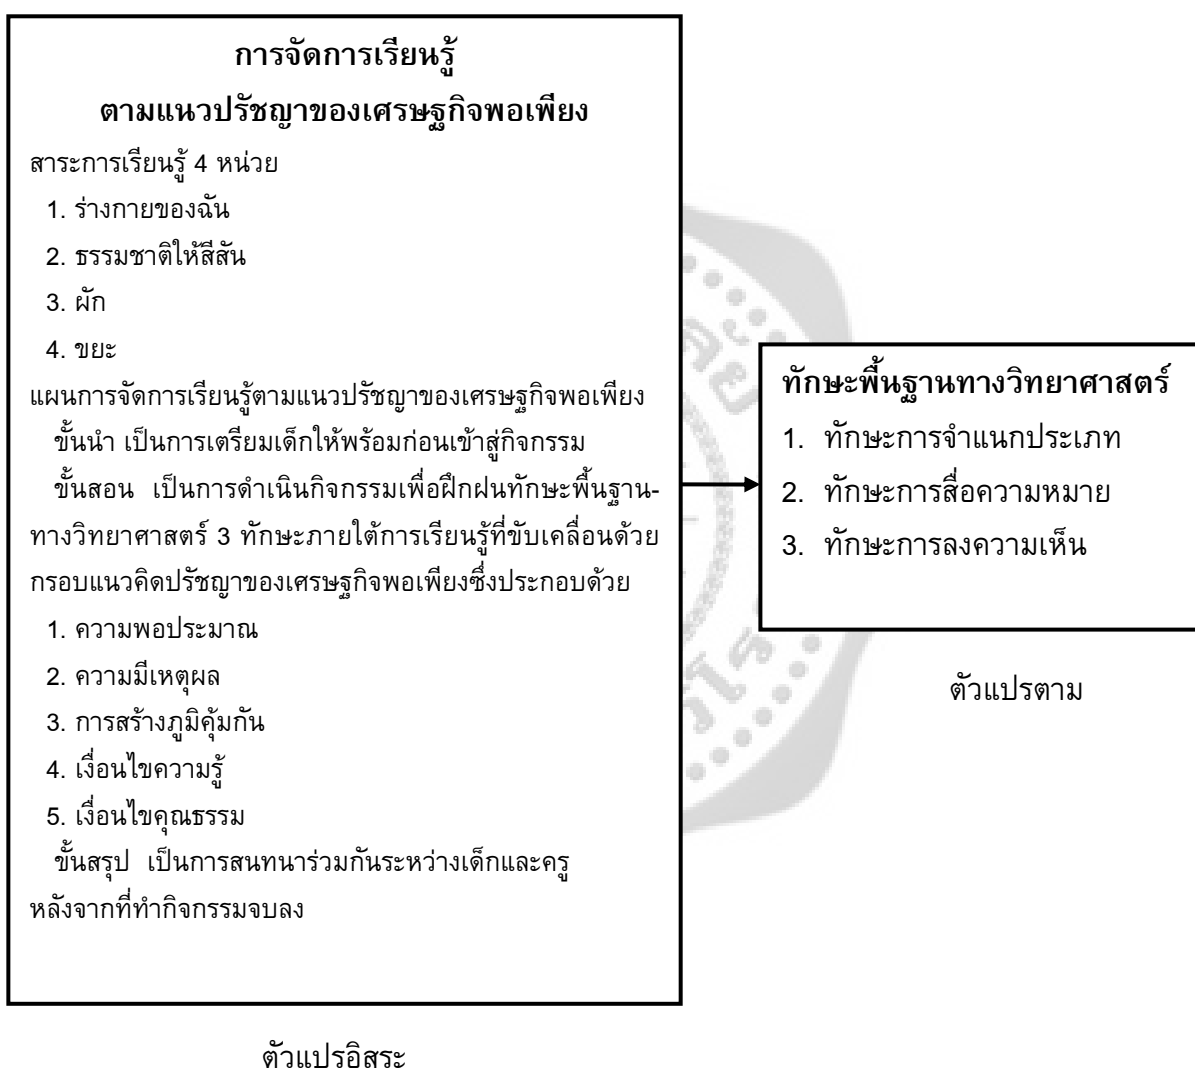 การจัดการเรียนรู้
ตามแนวปรัชญาของเศรษฐกิจพอเพียง
สาระการเรียนรู้ 4 หน่วย
1. ร่างกายของฉัน
2. ธรรมชาติให้สีสัน
3. ผัก
4. ขยะ
แผนการจัดการเรียนรู้ตามแนวปรัชญาของเศรษฐกิจพอเพียง
ขั้นนำ เป็นการเตรียมเด็กให้พร้อมก่อนเข้าสู่กิจกรรม
ขั้นสอน เป็นการดำเนินกิจกรรมเพื่อฝึกฝนทักษะพื้นฐาน-
ทางวิทยาศาสตร์ 3 ทักษะภายใต้การเรียนรู้ที่ขับเคลื่อนด้วย
กรอบแนวคิดปรัชญาของเศรษฐกิจพอเพียงซึ่งประกอบด้วย
1. ความพอประมาณ
2. ความมีเหตุผล
3. การสร้างภูมิคุ้มกัน
4. เงื่อนไขความรู้
5. เงื่อนไขคุณธรรม
ขั้นสรุป เป็นการสนทนาร่วมกันระหว่างเด็กและครู
หลังจากที่ทำกิจกรรมจบลง
ตัวแปรอิสระ
ทักษะพื้นฐานทางวิทยาศาสตร์
1. ทักษะการจำแนกประเภท
2. ทักษะการสื่อความหมาย
3. ทักษะการลงความเห็น
ตัวแปรตาม